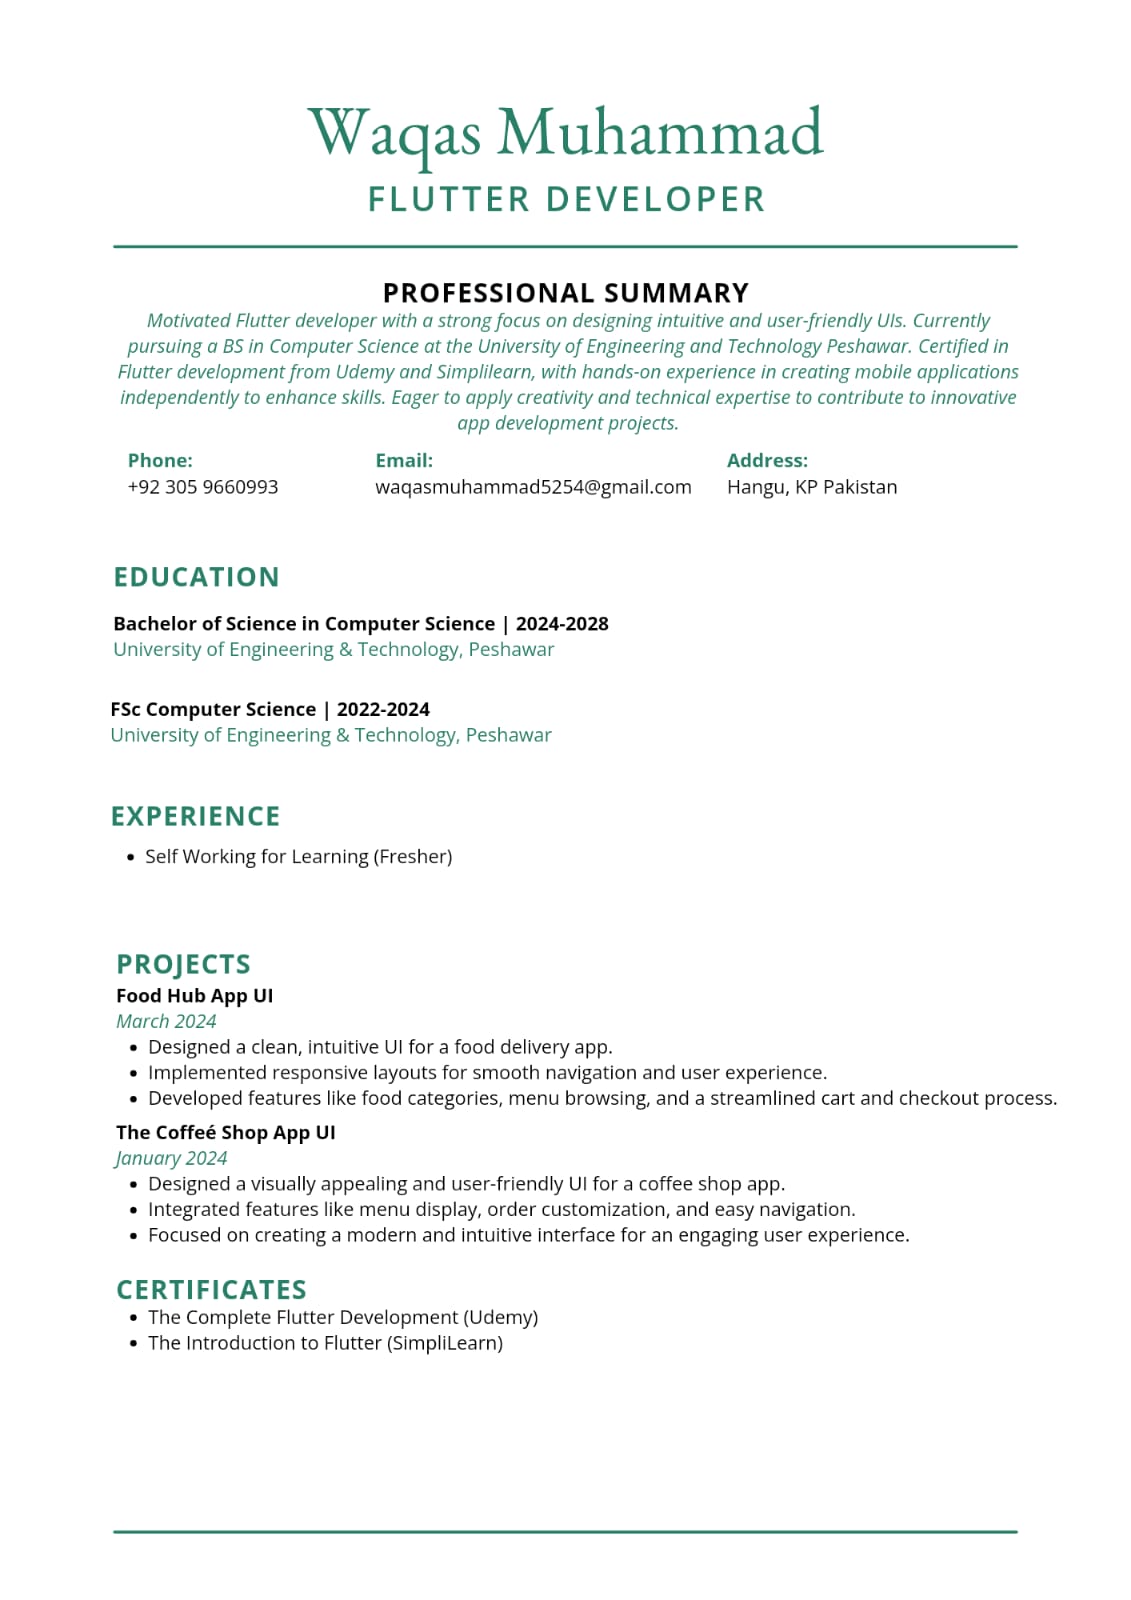 Waqas Muhammad
FLUTTER DEVELOPER
PROFESSIONAL SUMMARY
Motivated Flutter developer with a strong focus on designing intuitive and user-friendly UIs. Currently
pursuing a BS in Computer Science at the University of Engineering and Technology Peshawar. Certified in
Flutter development from Udemy and Simplilearn, with hands-on experience in creating mobile applications
independently to enhance skills. Eager to apply creativity and technical expertise to contribute to innovative
app development projects.
Phone: Email: Address:
+92 305 9660993 waqasmuhammad5254@gmail.com Hangu, KP Pakistan
EDUCATION
Bachelor of Science in Computer Science | 2024-2028
University of Engineering & Technology, Peshawar
FSc Computer Science | 2022-2024
University of Engineering & Technology, Peshawar
EXPERIENCE
• Self Working for Learning (Fresher)
PROJECTS
Food Hub App UI
March 2024
• Designed a clean, intuitive UI for a food delivery app.
• Implemented responsive layouts for smooth navigation and user experience.
• Developed features like food categories, menu browsing, and a streamlined cart and checkout process.
The Coffeé Shop App UI
January 2024
• Designed a visually appealing and user-friendly UI for a coffee shop app.
• Integrated features like menu display, order customization, and easy navigation.
• Focused on creating a modern and intuitive interface for an engaging user experience.
CERTIFICATES
• The Complete Flutter Development (Udemy)
• The Introduction to Flutter (SimpliLearn)